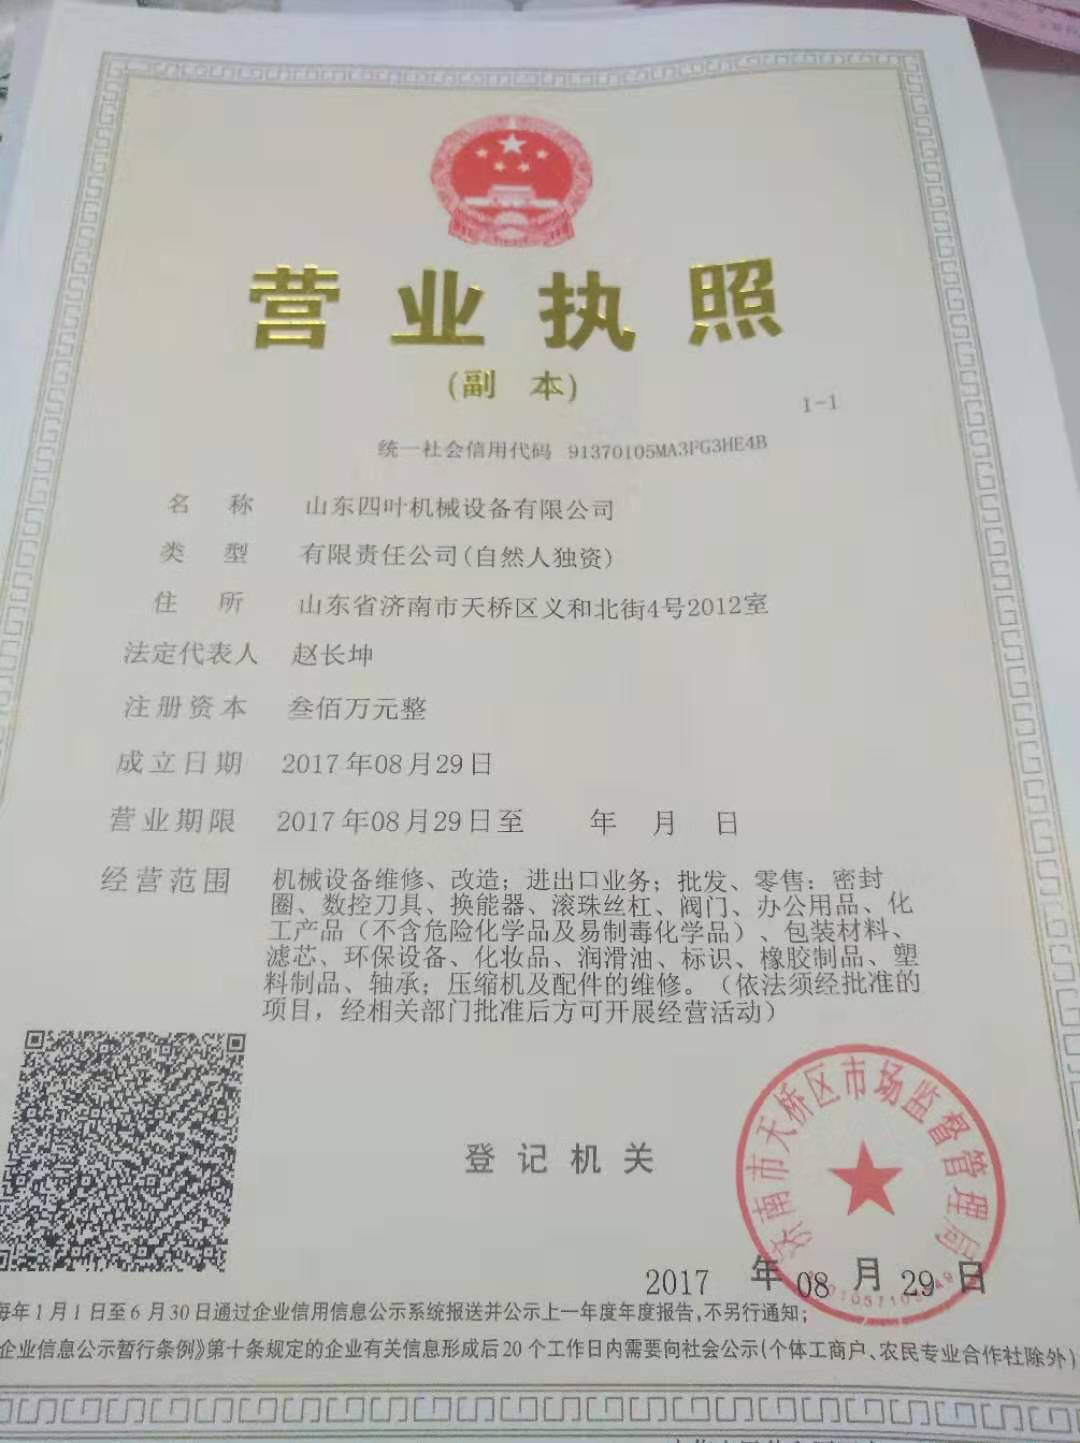 营业执照
(副 本)
1-1
统一社会信用代码 91370105MA3FG3HE4B
名 称 山东四叶机械设备有限公司
类 型 有限责任公司(自然人独资)
住 所 山东省济南市天桥区义和北街4号2012室
法定代表人 赵长坤
注册资本 叁佰万元整
成立日期 2017年08月29日
营业期限 2017年08月29日至 年 月 日
经营范围 机械设备维修、改造；进出口业务；批发、零售：密封
圈、数控刀具、换能器、滚珠丝杠、阀门、办公用品、化
工产品（不含危险化学品及易制毒化学品）、包装材料、
滤芯、环保设备、化妆品、润滑油、标识、橡胶制品、塑
料制品、轴承；压缩机及配件的维修。（依法须经批准的
项目，经相关部门批准后方可开展经营活动）
济南市天桥区市场监督管理局
登记机关
2017 年 08 月 29 日
每年1月1日至6月30日通过企业信用信息公示系统报送并公示上一年度年度报告,不另行通知；
企业信息公示暂行条例》第十条规定的企业有关信息形成后20个工作日内需要向社会公示(个体工商户、农民专业合作社除外)